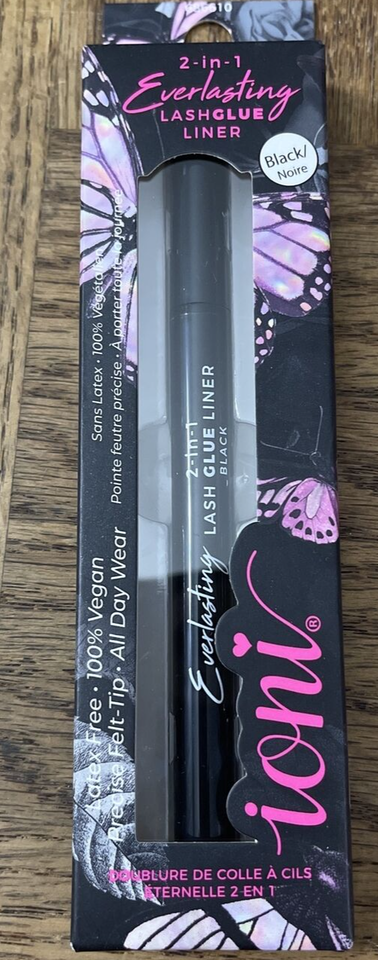 2-in-1
Everlasting
LASHGLUE
LINER
Black/
Noire
Sans Latex • 100% Végétalien
Pointe feutre précise • À porter toute la journée
Latex Free • 100% Vegan
Precise Felt-Tip • All Day Wear
Everlasting
2-in-1
LASH GLUE LINER
- BLACK
ioni®
DOUBLURE DE COLLE À CILS
ÉTERNELLE 2 EN 1